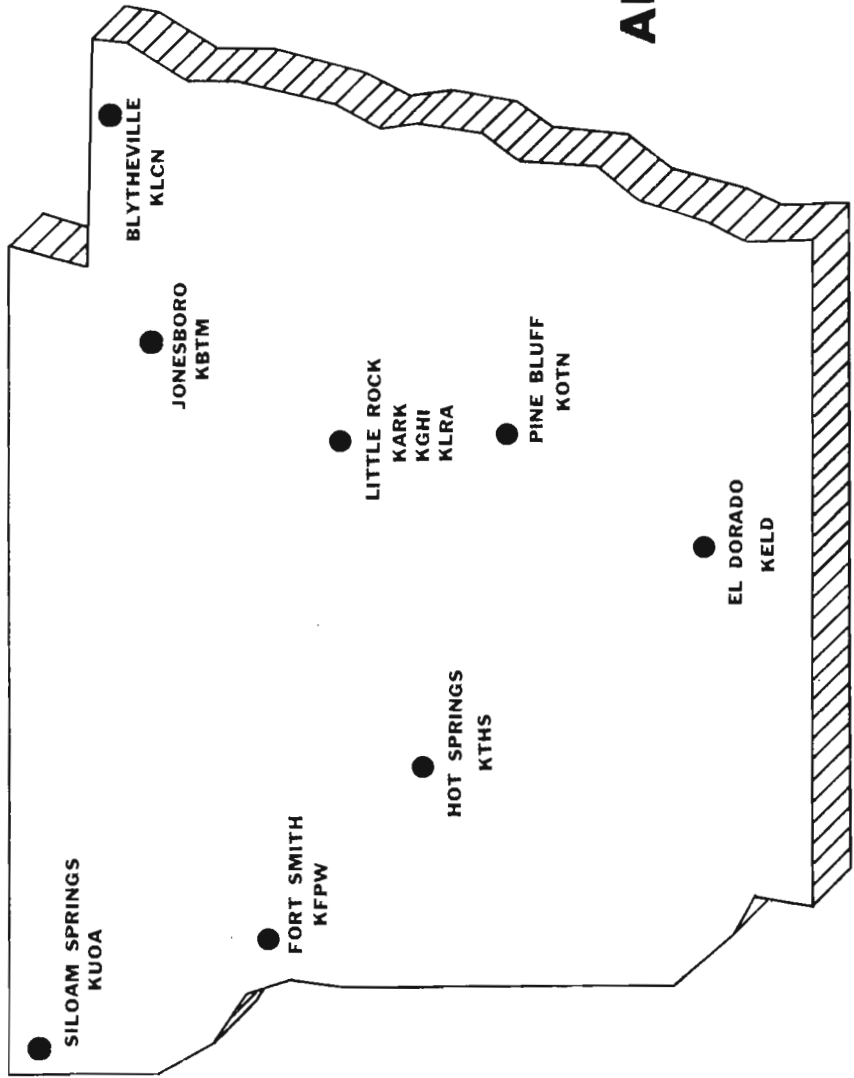 SILOAM SPRINGS
KUOA
BLYTHEVILLE
KLCN
JONESBORO
KBTM
FORT SMITH
KFPW
LITTLE ROCK
KARK
KGHI
KLRA
HOT SPRINGS
KTHS
PINE BLUFF
KOTN
EL DORADO
KELD